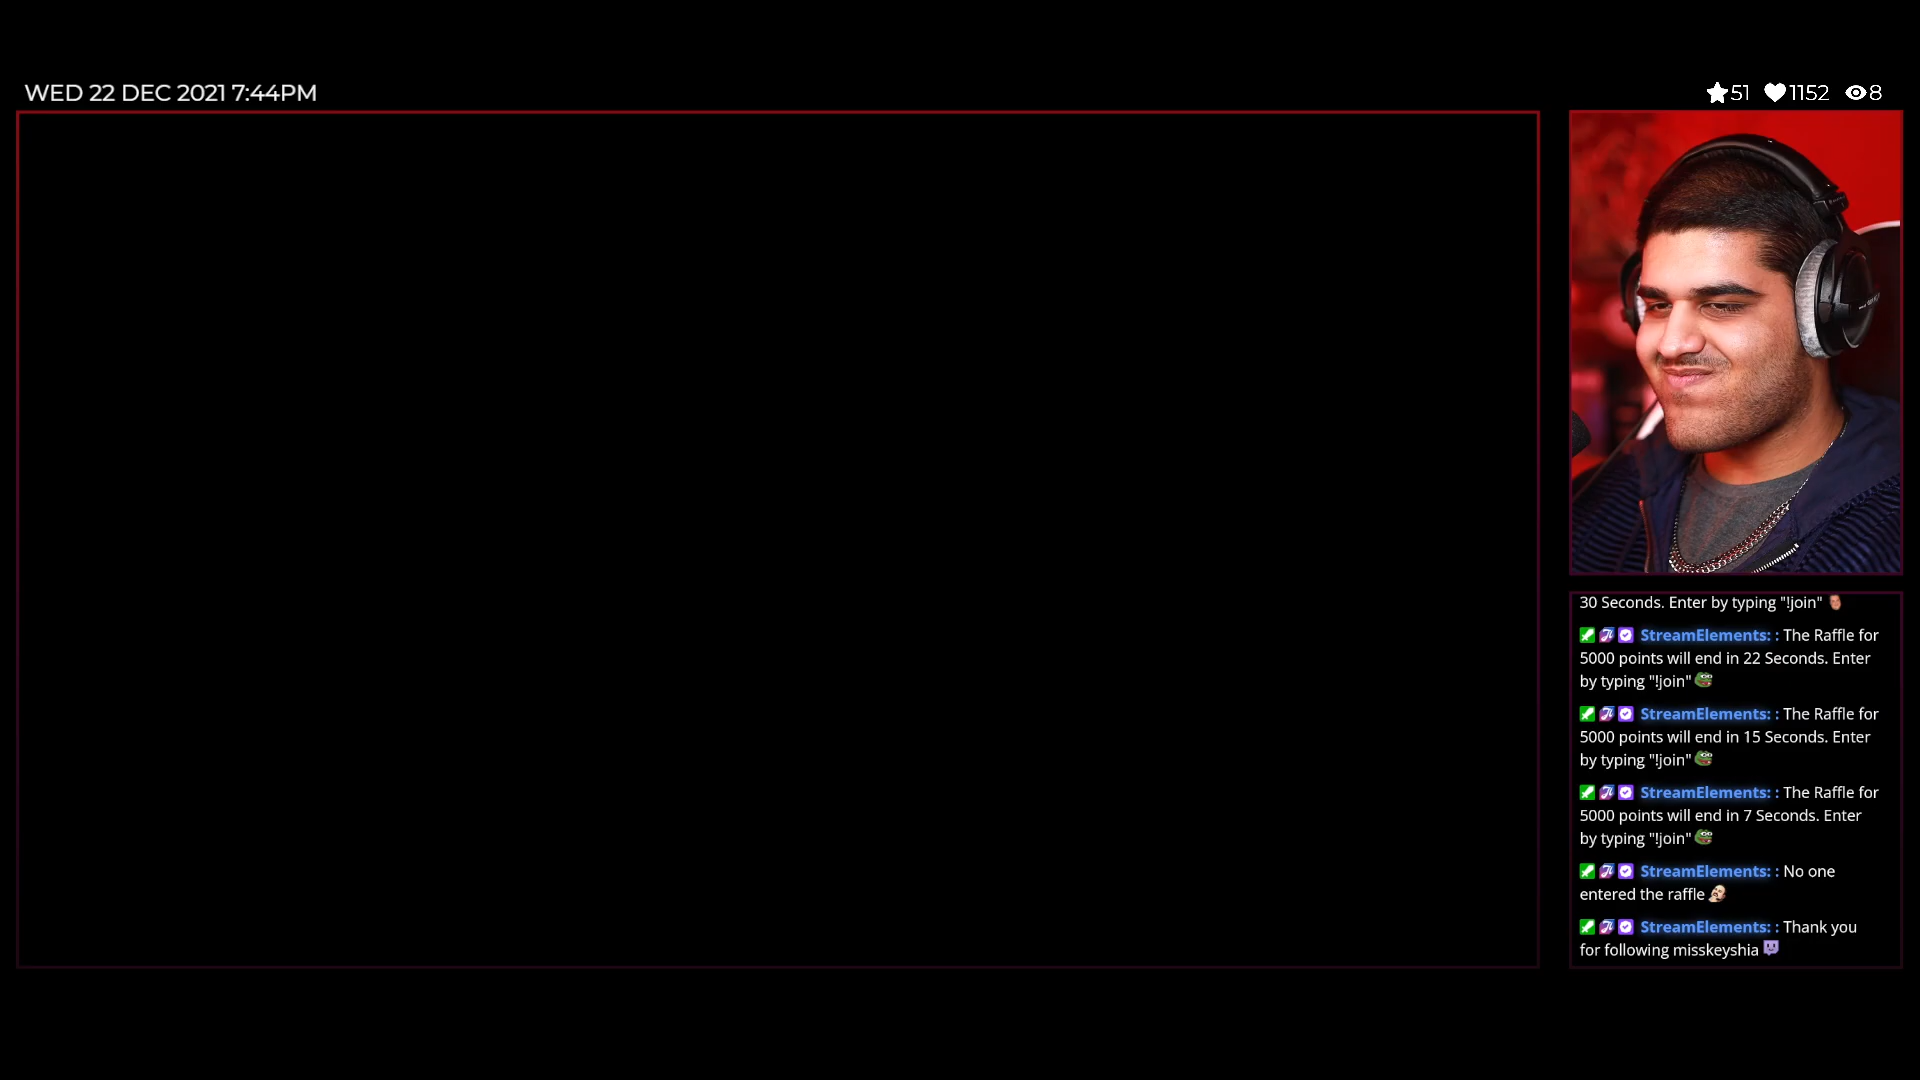 WED 22 DEC 2021 7:44PM
51 1152 8
30 Seconds. Enter by typing "!join"
StreamElements: : The Raffle for
5000 points will end in 22 Seconds. Enter
by typing "!join"
StreamElements: : The Raffle for
5000 points will end in 15 Seconds. Enter
by typing "!join"
StreamElements: : The Raffle for
5000 points will end in 7 Seconds. Enter
by typing "!join"
StreamElements: : No one
entered the raffle
StreamElements: : Thank you
for following misskeyshia